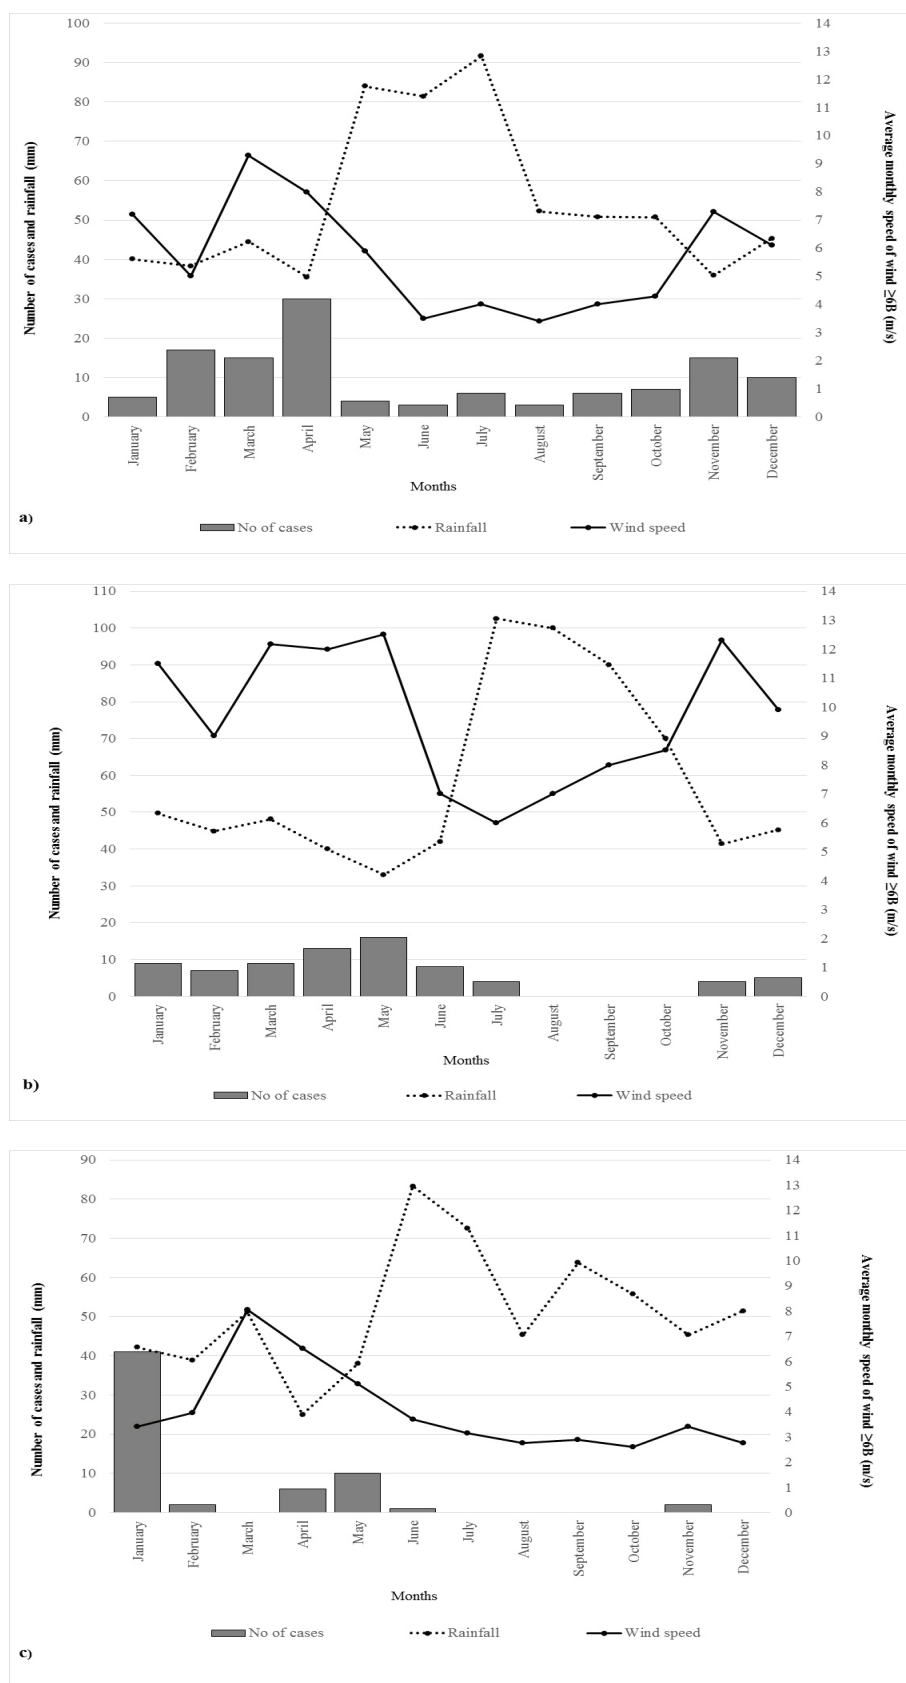 100
90
80
70
60
50
40
30
20
10
0
Number of cases and rainfall (mm)
14
13
12
11
10
9
8
7
6
5
4
3
2
1
0
Average monthly speed of wind ≥6B (m/s)
January
February
March
April
May
June
July
August
September
October
November
December
Months
a)
No of cases
Rainfall
Wind speed
110
100
90
80
70
60
50
40
30
20
10
0
Number of cases and rainfall (mm)
14
13
12
11
10
9
8
7
6
5
4
3
2
1
0
Average monthly speed of wind ≥6B (m/s)
January
February
March
April
May
June
July
August
September
October
November
December
Months
b)
No of cases
Rainfall
Wind speed
90
80
70
60
50
40
30
20
10
0
Number of cases and rainfall (mm)
14
13
12
11
10
9
8
7
6
5
4
3
2
1
0
Average monthly speed of wind ≥6B (m/s)
January
February
March
April
May
June
July
August
September
October
November
December
Months
No of cases
Rainfall
Wind speed
c)